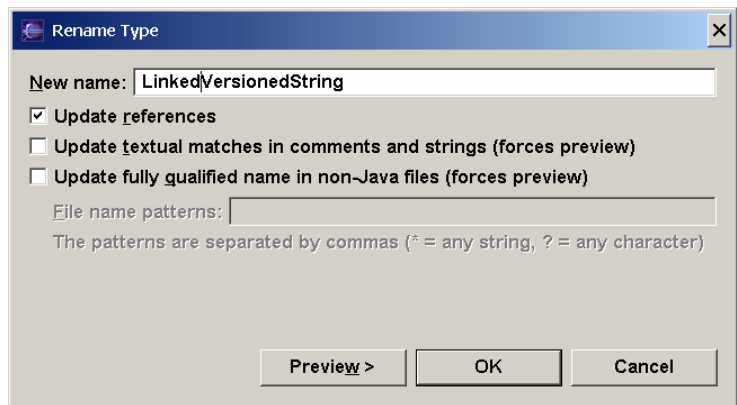 Rename Type
New name: LinkedVersionedString
Update references
Update textual matches in comments and strings (forces preview)
Update fully qualified name in non-Java files (forces preview)
File name patterns:
The patterns are separated by commas (* = any string, ? = any character)
Preview > OK Cancel